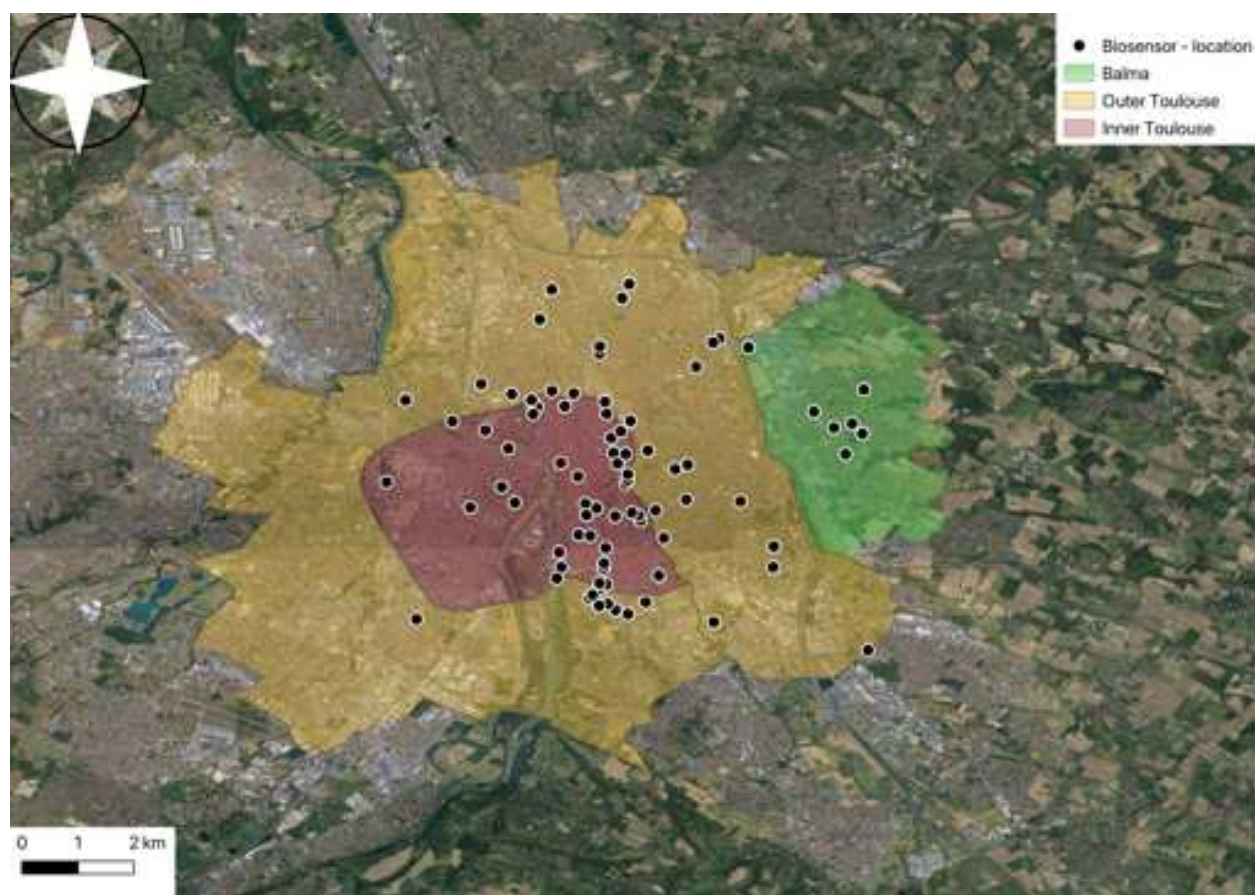 Biosensor - location
Balma
Outer Toulouse
Inner Toulouse
0 1 2 km